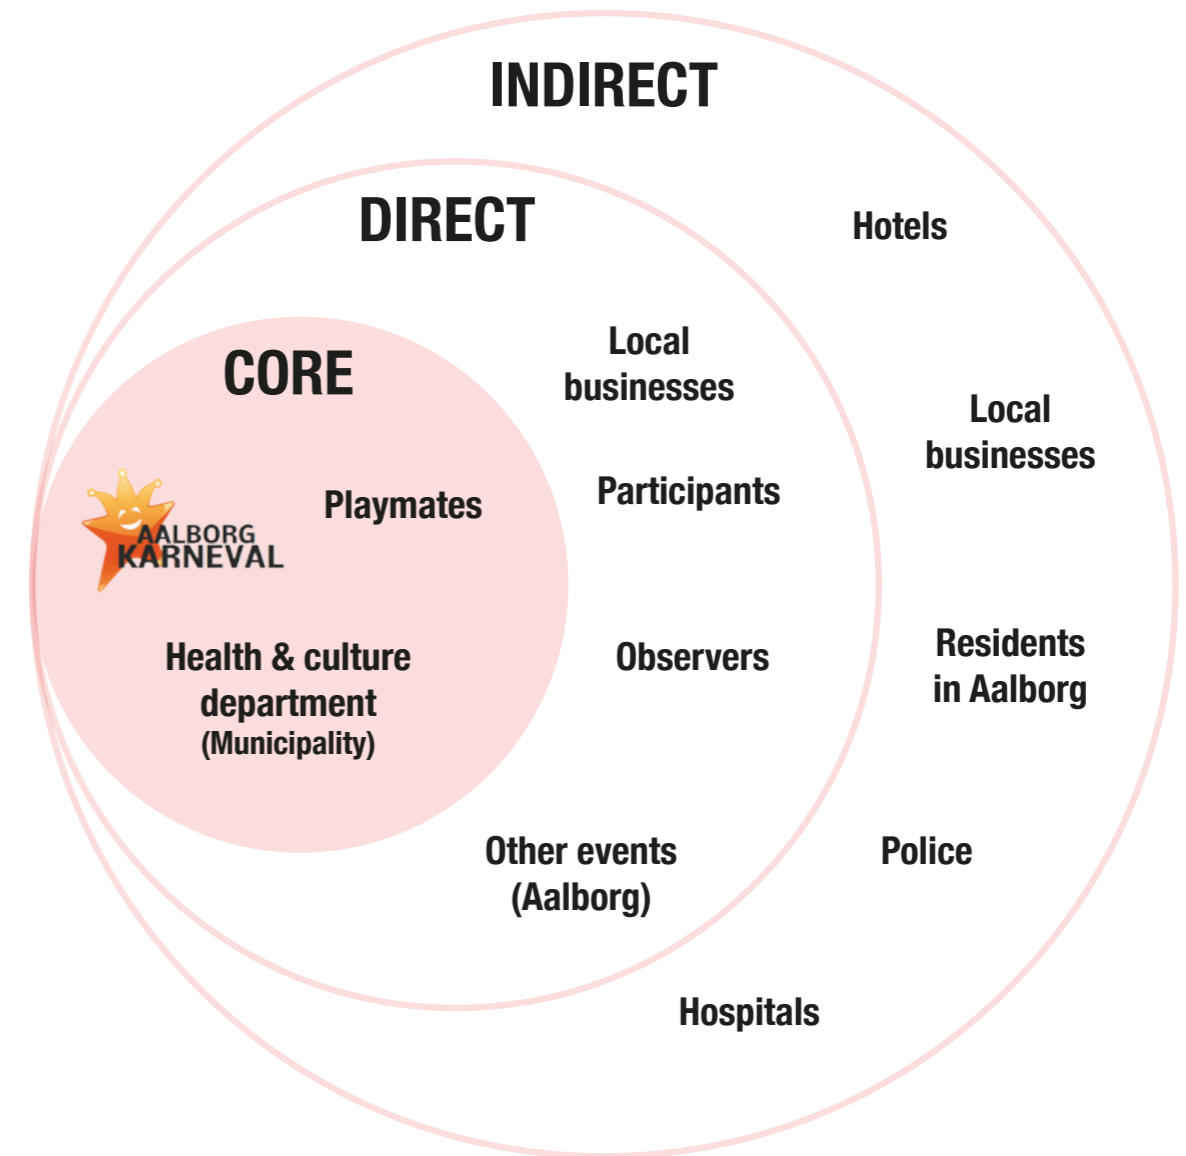 INDIRECT
DIRECT
Hotels
CORE
Local
businesses
Local
businesses
Playmates
Participants
AALBORG
KARNEVAL
Health & culture
department
(Municipality)
Observers
Residents
in Aalborg
Other events
(Aalborg)
Police
Hospitals